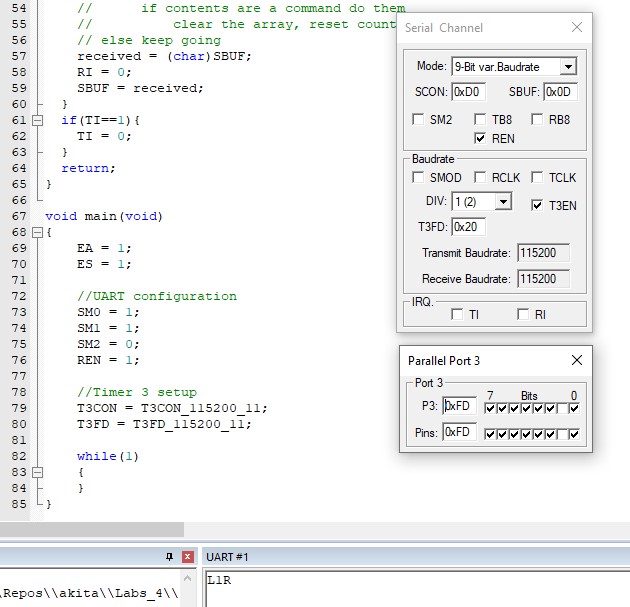 54 // if contents are a command do them
55 // clear the array, reset count
56 // else keep going
57 received = (char)SBUF;
58 RI = 0;
59 SBUF = received;
60 }
61 if(TI==1){
62 TI = 0;
63 }
64 return;
65 }
66
67 void main(void)
68 {
69 EA = 1;
70 ES = 1;
71
72 //UART configuration
73 SM0 = 1;
74 SM1 = 1;
75 SM2 = 0;
76 REN = 1;
77
78 //Timer 3 setup
79 T3CON = T3CON_115200_11;
80 T3FD = T3FD_115200_11;
81
82 while(1)
83 {
84 }
85 }
Serial Channel
Mode: 9-Bit var.Baudrate
SCON: 0xD0 SBUF: 0x0D
SM2 TB8 RB8
REN
Baudrate
SMOD RCLK TCLK
DIV: 1 (2) T3EN
T3FD: 0x20
Transmit Baudrate: 115200
Receive Baudrate: 115200
IRQ
TI RI
Parallel Port 3
Port 3
7 Bits 0
P3: 0xFD
Pins: 0xFD
UART #1
\Repos\\akita\\Labs_4\\
L1R